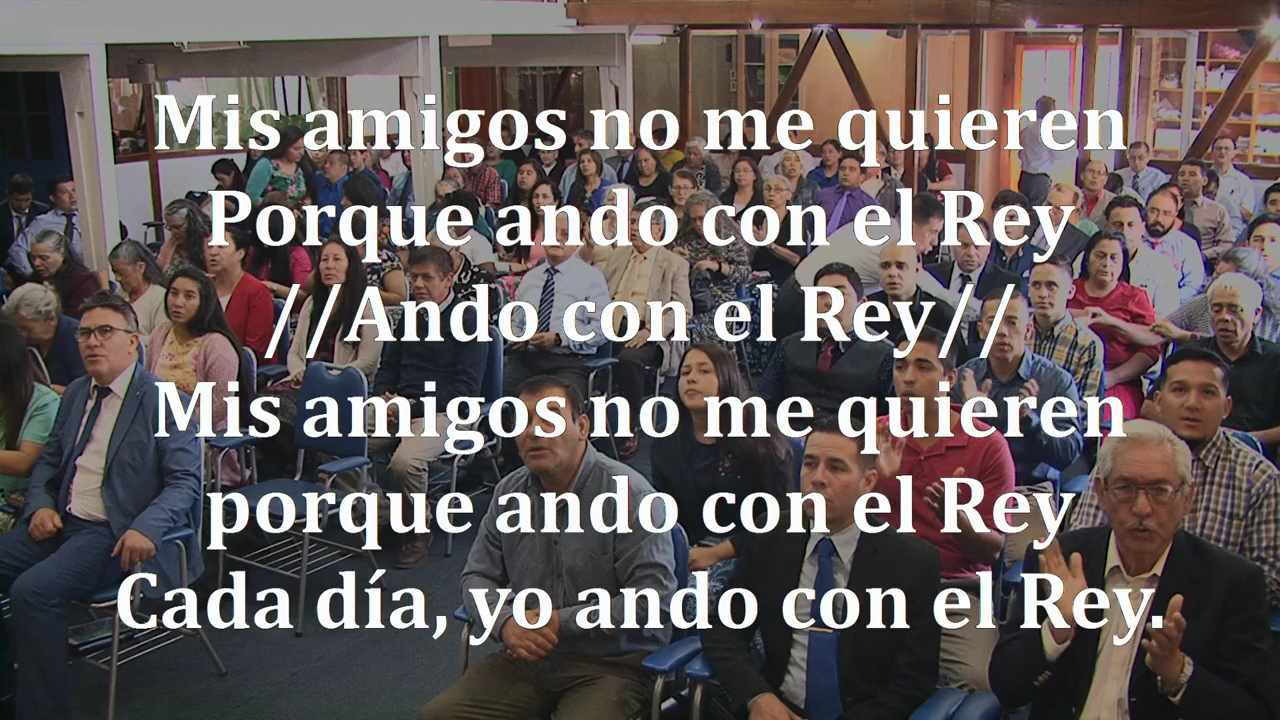 Mis amigos no me quieren
Porque ando con el Rey
//Ando con el Rey//
Mis amigos no me quieren
porque ando con el Rey
Cada día, yo ando con el Rey.